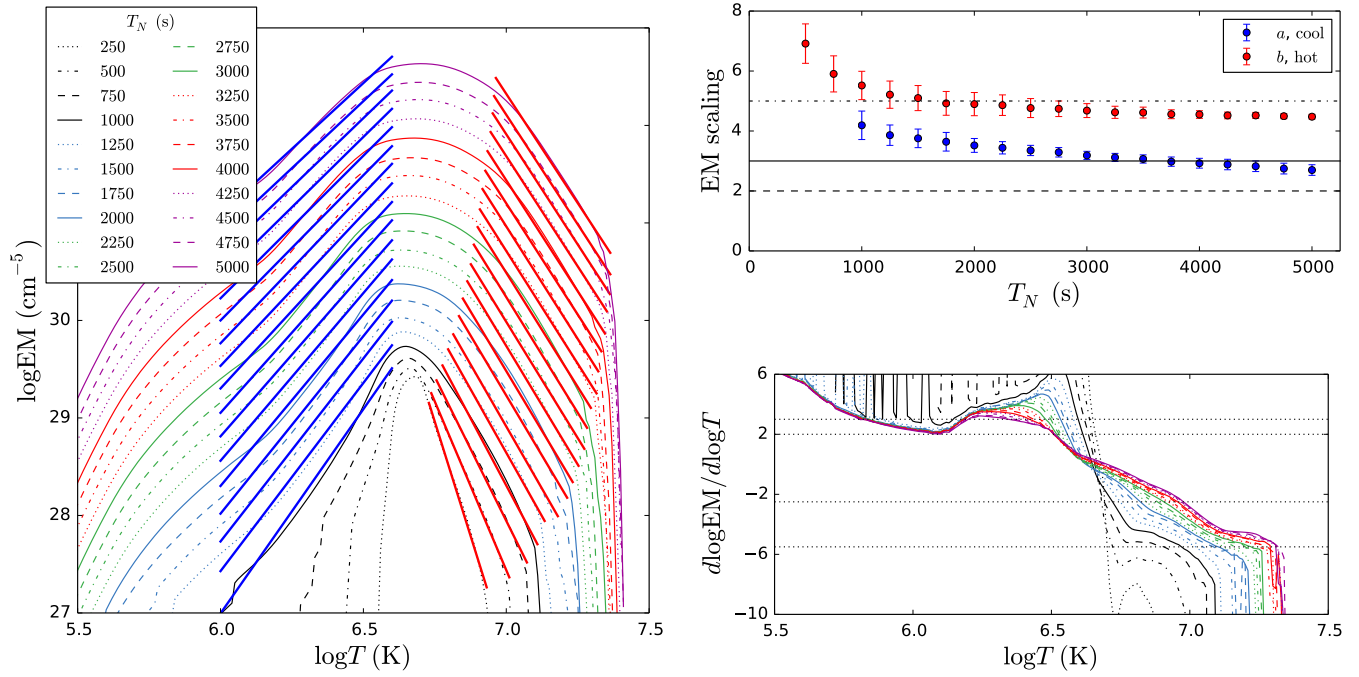 T_N (s)
250 2750
500 3000
750 3250
1000 3500
1250 3750
1500 4000
1750 4250
2000 4500
2250 4750
2500 5000
logEM (cm⁻⁵)
30
29
28
27
5.5 6.0 6.5 7.0 7.5
logT (K)
8
6
4
2
0
EM scaling
a, cool
b, hot
0 1000 2000 3000 4000 5000
T_N (s)
6
2
−2
−6
−10
dlogEM/dlogT
5.5 6.0 6.5 7.0 7.5
logT (K)